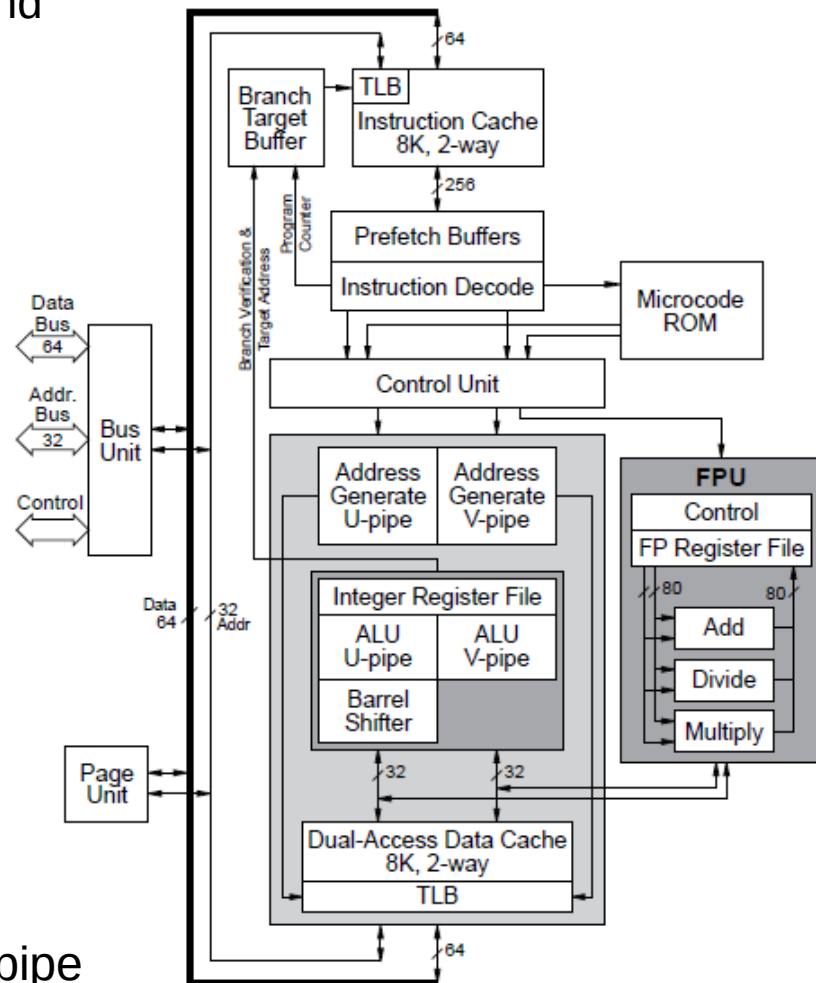 nd
64
TLB
Branch
Target
Buffer
Instruction Cache
8K, 2-way
256
Program
Counter
Branch Verification &
Target Address
Prefetch Buffers
Instruction Decode
Microcode
ROM
Control Unit
Data
Bus
64
Addr.
Bus
32
Control
Bus
Unit
Address
Generate
U-pipe
Address
Generate
V-pipe
FPU
Control
FP Register File
80
80
Add
Divide
Multiply
Integer Register File
ALU
U-pipe
ALU
V-pipe
Barrel
Shifter
Data
64
32
Addr
32
32
Page
Unit
Dual-Access Data Cache
8K, 2-way
TLB
64
pipe